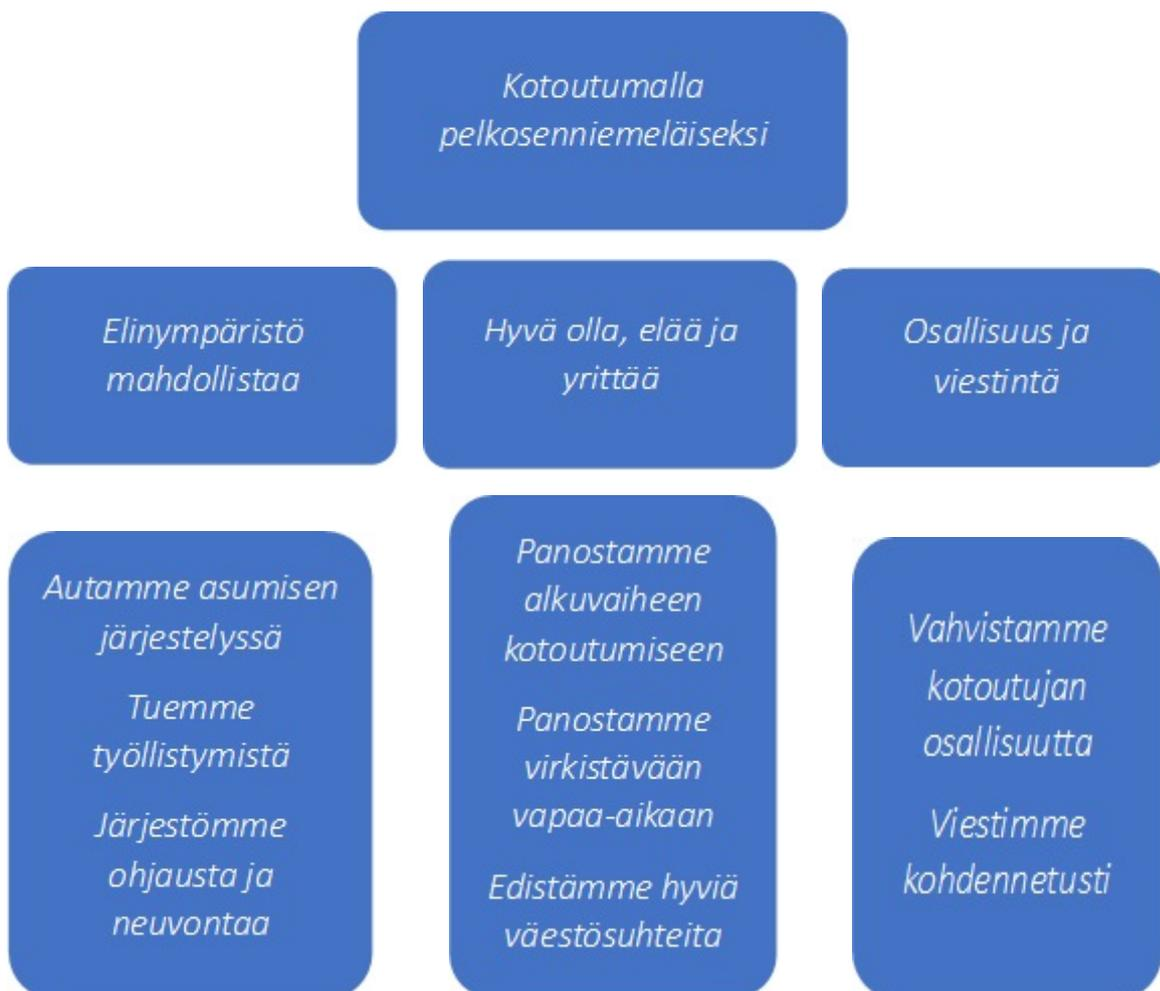 Kotoutumalla
pelkosenniemeläiseksi
Elinympäristö
mahdollistaa
Hyvä olla, elää ja
yrittää
Osallisuus ja
viestintä
Autamme asumisen
järjestelyssä
Tuemme
työllistymistä
Järjestömme
ohjausta ja
neuvontaa
Panostamme
alkuvaiheen
kotoutumiseen
Panostamme
virkistävään
vapaa-aikaan
Edistämme hyviä
väestösuhteita
Vahvistamme
kotoutujan
osallisuutta
Viestimme
kohdennetusti